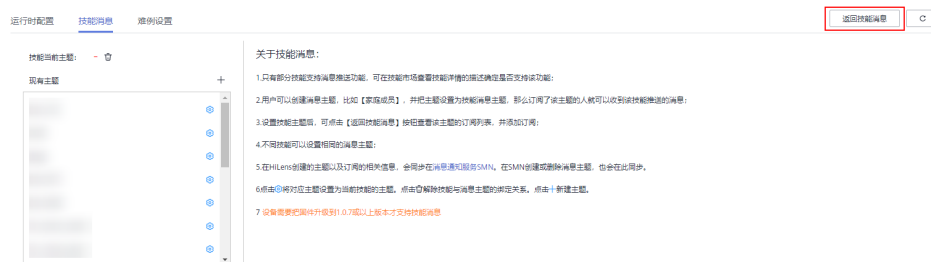 运行时配置 技能消息 难例设置 返回技能消息
技能当前主题: -
现有主题 +
关于技能消息:
1.只有部分技能支持消息推送功能，可在技能市场查看技能详情的描述确定是否支持该功能;
2.用户可以创建消息主题，比如【家庭成员】，并把主题设置为技能消息主题，那么订阅了该主题的人就可以收到该技能推送的消息;
3.设置技能主题后，可点击【返回技能消息】按钮查看该主题的订阅列表，并添加订阅;
4.不同技能可以设置相同的消息主题;
5.在HiLens创建的主题以及订阅的相关信息，会同步在消息通知服务SMN。在SMN创建或删除消息主题，也会在此同步。
6点击将对应主题设置为当前技能的主题。点击解除技能与消息主题的绑定关系。点击+新建主题。
7 设备需要把固件升级到1.0.7或以上版本才支持技能消息